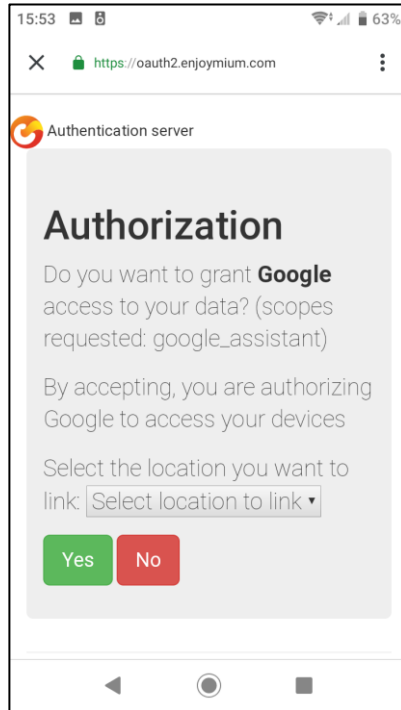 15:53 63%
https://oauth2.enjoymium.com
Authentication server
Authorization
Do you want to grant Google
access to your data? (scopes
requested: google_assistant)
By accepting, you are authorizing
Google to access your devices
Select the location you want to
link: Select location to link
Yes No